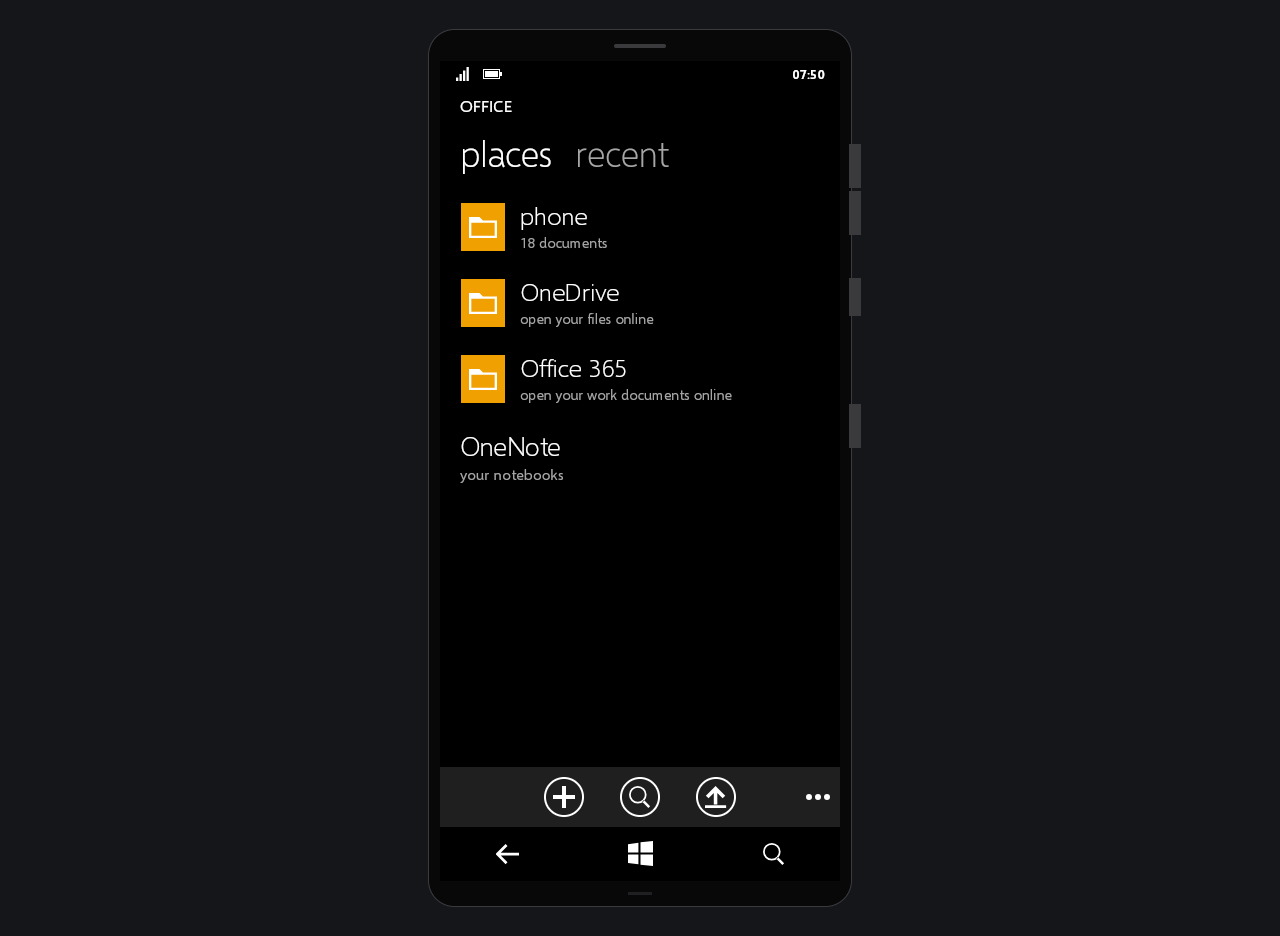 07:50
OFFICE
places recent
phone
18 documents
OneDrive
open your files online
Office 365
open your work documents online
OneNote
your notebooks